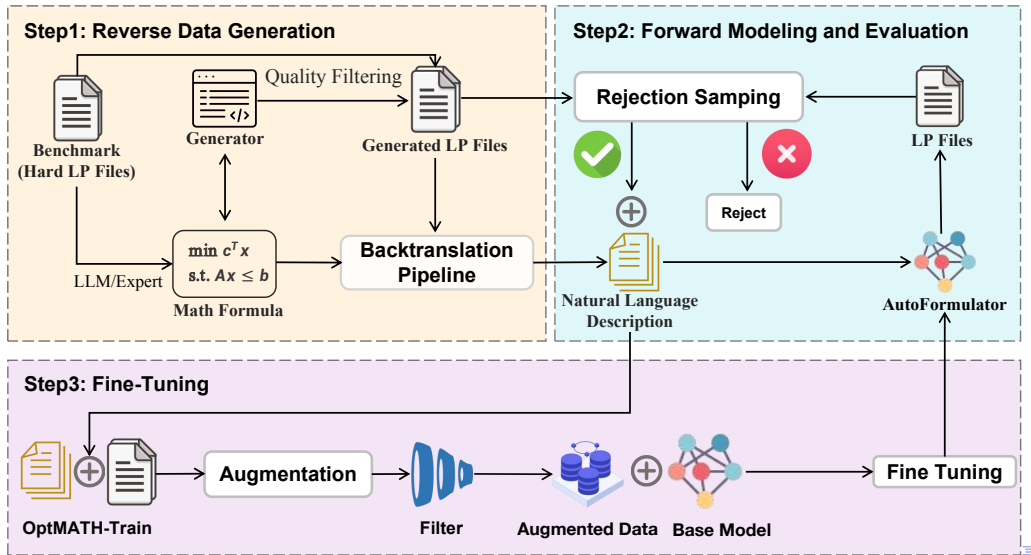 Step1: Reverse Data Generation
Quality Filtering
Benchmark
(Hard LP Files)
Generator
Generated LP Files
LLM/Expert
min cᵀx
s.t. Ax ≤ b
Math Formula
Backtranslation
Pipeline
Step2: Forward Modeling and Evaluation
Rejection Samping
LP Files
Reject
Natural Language
Description
AutoFormulator
Step3: Fine-Tuning
OptMATH-Train
Augmentation
Filter
Augmented Data
Base Model
Fine Tuning